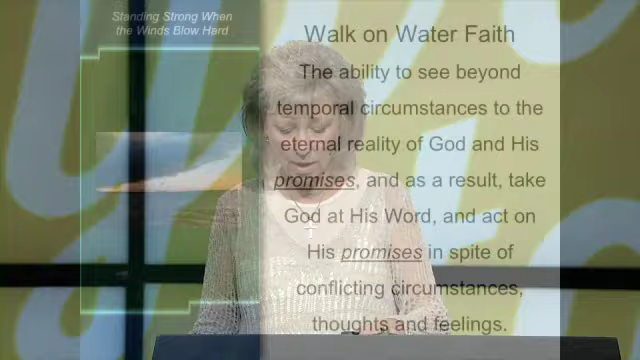 Standing Strong When
the Winds Blow Hard
Walk on Water Faith
The ability to see beyond
temporal circumstances to the
eternal reality of God and His
promises, and as a result, take
God at His Word, and act on
His promises in spite of
conflicting circumstances,
thoughts and feelings.